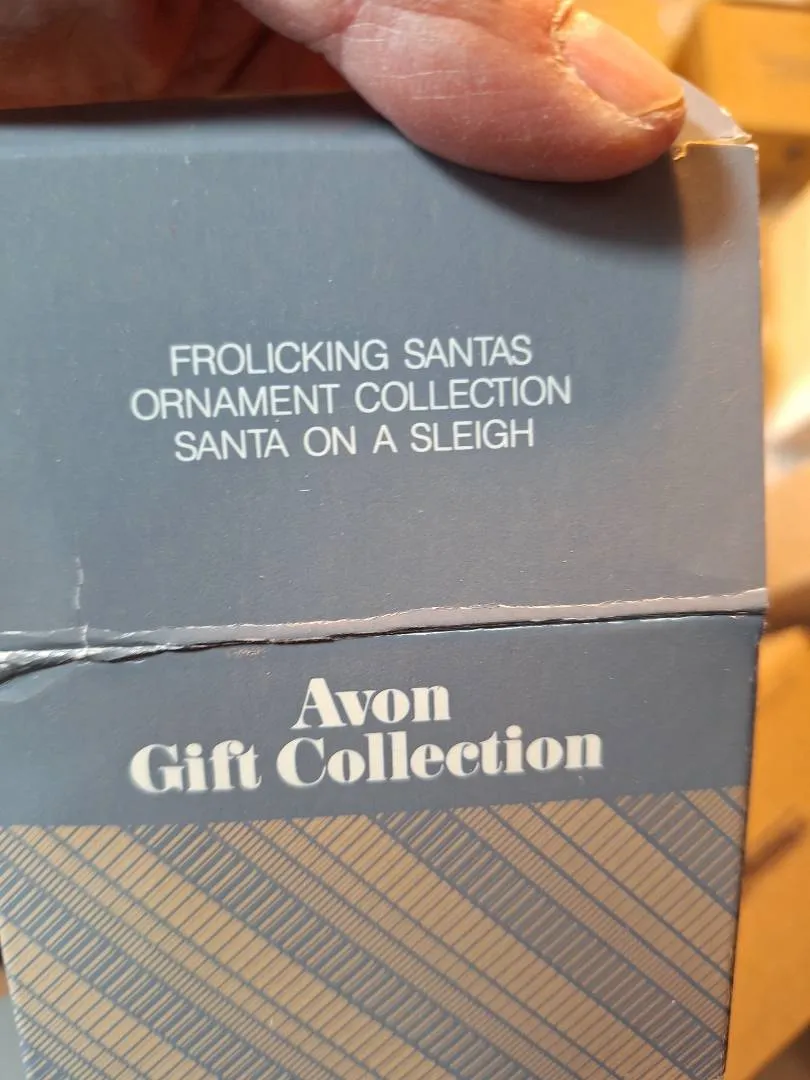 FROLICKING SANTAS
ORNAMENT COLLECTION
SANTA ON A SLEIGH
Avon
Gift Collection